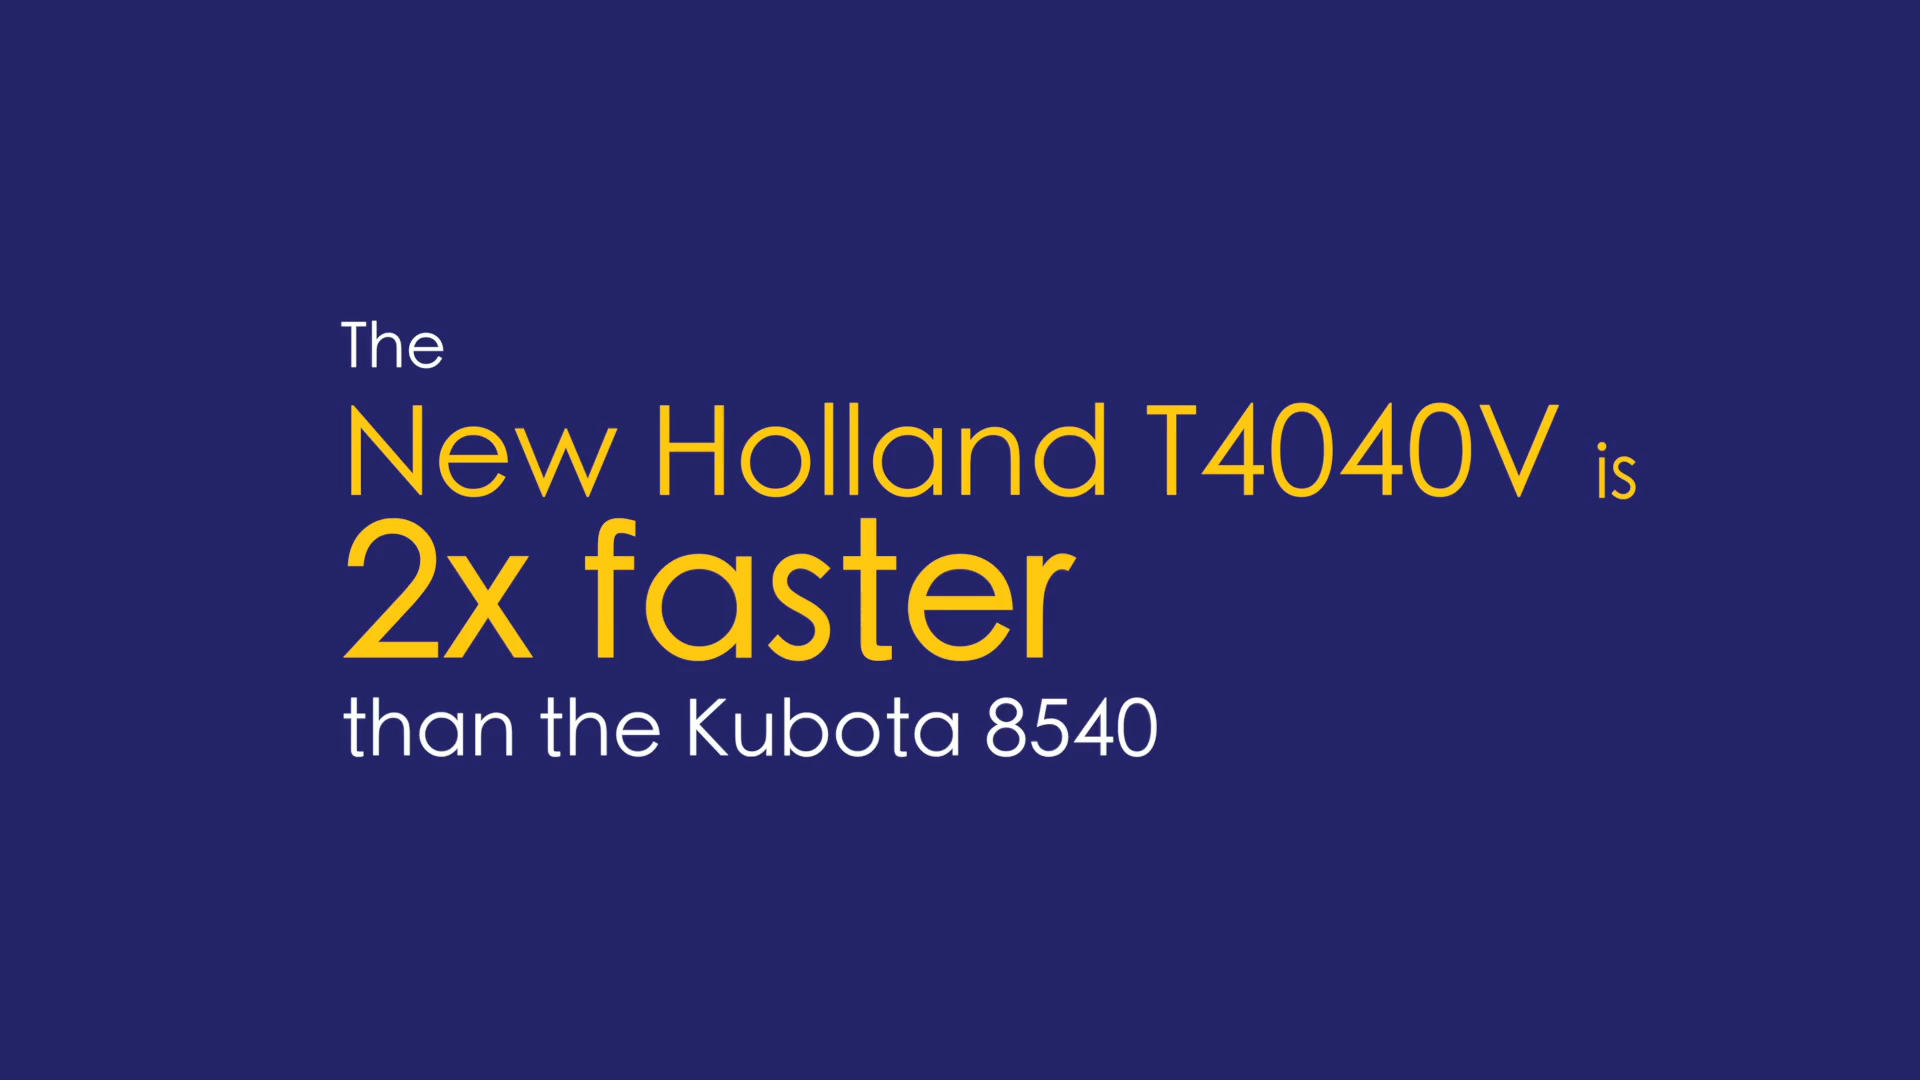 The
New Holland T4040V is
2x faster
than the Kubota 8540